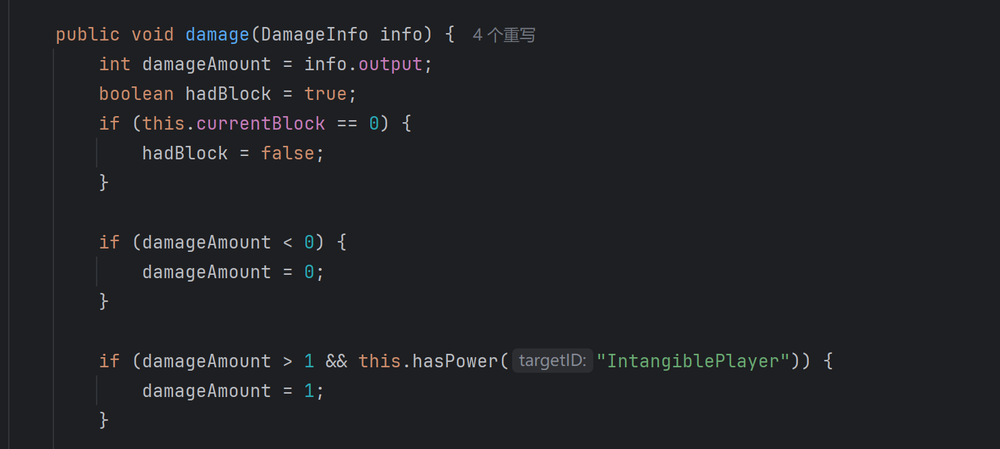 public void damage(DamageInfo info) { 4 个重写
int damageAmount = info.output;
boolean hadBlock = true;
if (this.currentBlock == 0) {
hadBlock = false;
}
if (damageAmount < 0) {
damageAmount = 0;
}
if (damageAmount > 1 && this.hasPower( targetID: "IntangiblePlayer")) {
damageAmount = 1;
}